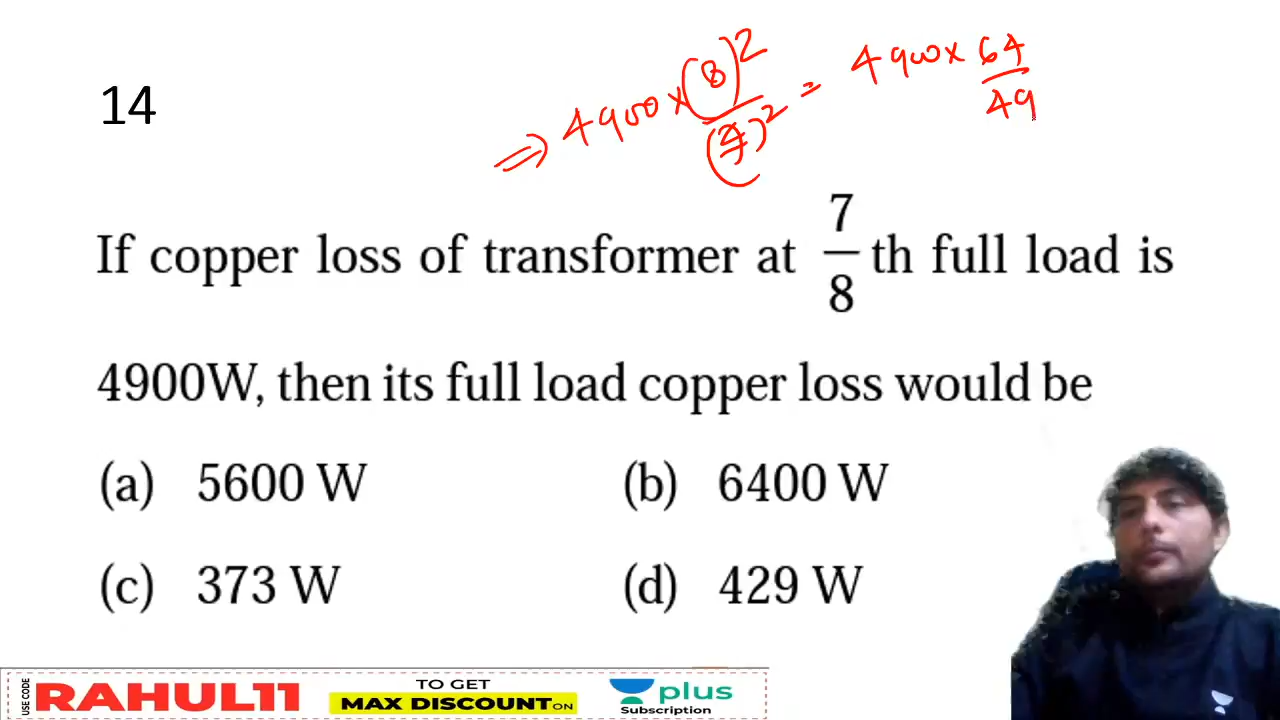 14
⇒ 4900 × (8)²/(7)² = 4900 × 64/49
If copper loss of transformer at 7/8 th full load is
4900W, then its full load copper loss would be
(a) 5600 W
(b) 6400 W
(c) 373 W
(d) 429 W
USE CODE
RAHUL11
TO GET
MAX DISCOUNT ON
plus
Subscription